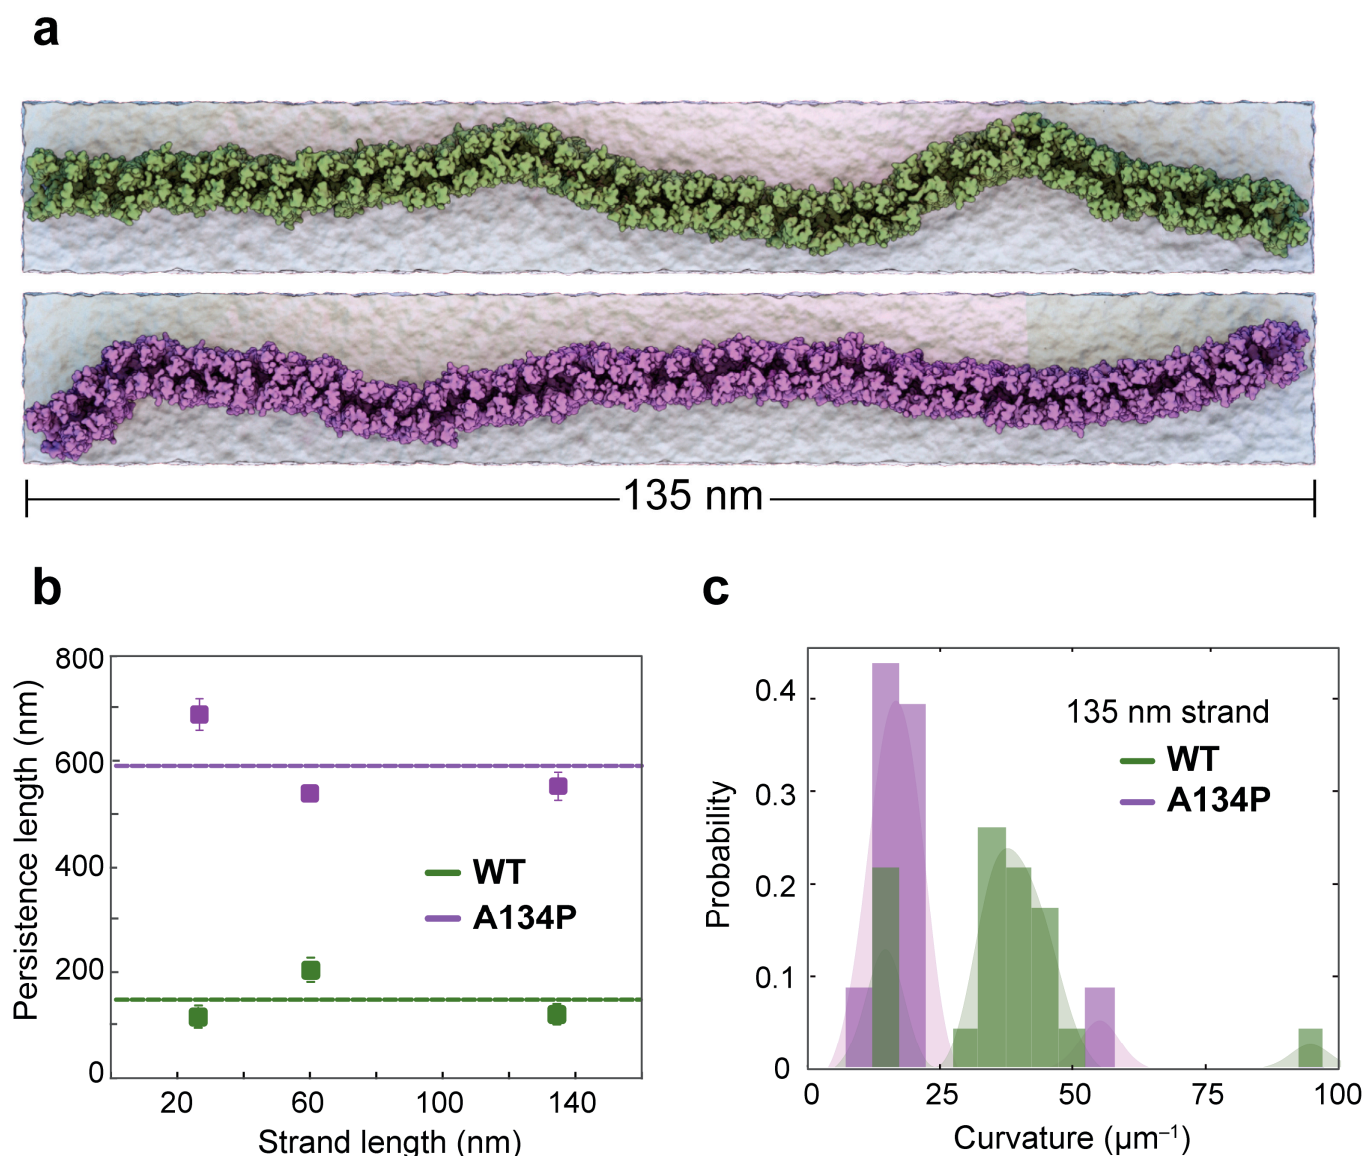 a
135 nm
b
Persistence length (nm)
800
600
400
200
0
20 60 100 140
Strand length (nm)
WT
A134P
c
Probability
0.4
0.3
0.2
0.1
0
0 25 50 75 100
Curvature (µm⁻¹)
135 nm strand
WT
A134P